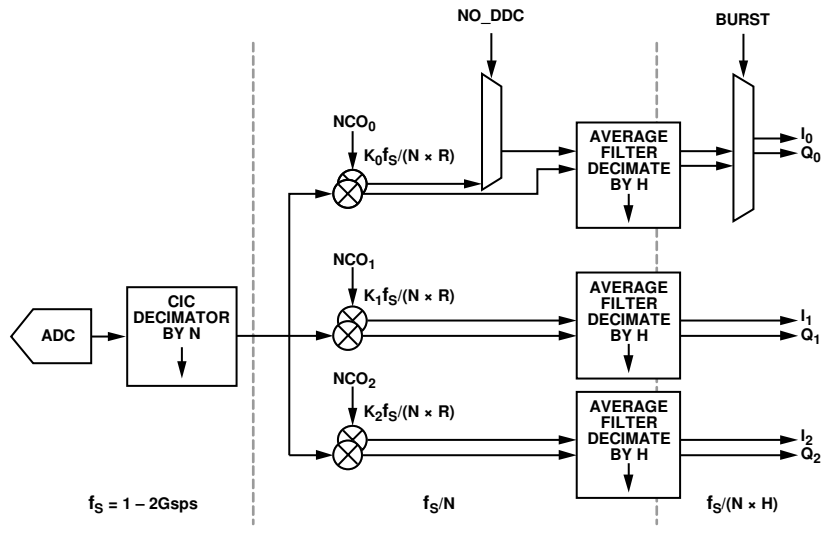 NO_DDC
BURST
NCO₀
K₀fₛ/(N × R)
AVERAGE
FILTER
DECIMATE
BY H
I₀
Q₀
NCO₁
K₁fₛ/(N × R)
AVERAGE
FILTER
DECIMATE
BY H
I₁
Q₁
ADC
CIC
DECIMATOR
BY N
NCO₂
K₂fₛ/(N × R)
AVERAGE
FILTER
DECIMATE
BY H
I₂
Q₂
fₛ = 1 – 2Gsps
fₛ/N
fₛ/(N × H)